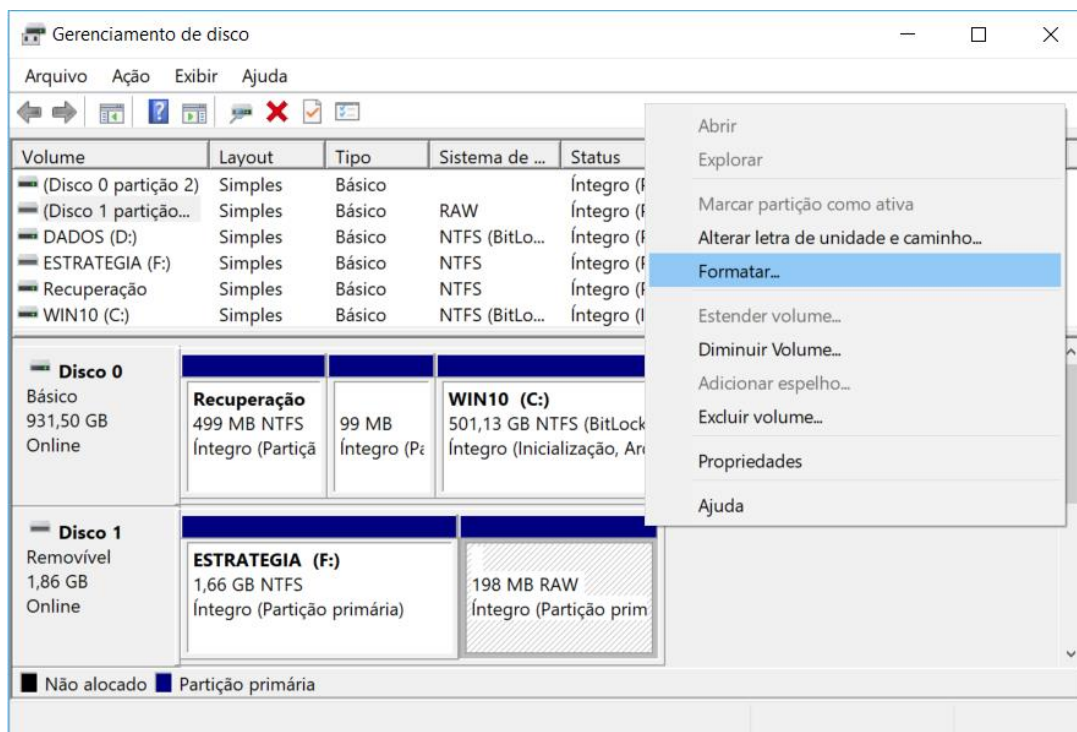 Gerenciamento de disco
Arquivo Ação Exibir Ajuda
Volume Layout Tipo Sistema de ... Status
(Disco 0 partição 2) Simples Básico Íntegro (
(Disco 1 partição... Simples Básico RAW Íntegro (
DADOS (D:) Simples Básico NTFS (BitLo... Íntegro (
ESTRATEGIA (F:) Simples Básico NTFS Íntegro (
Recuperação Simples Básico NTFS Íntegro (
WIN10 (C:) Simples Básico NTFS (BitLo... Íntegro (I
Abrir
Explorar
Marcar partição como ativa
Alterar letra de unidade e caminho...
Formatar...
Estender volume...
Diminuir Volume...
Adicionar espelho...
Excluir volume...
Propriedades
Ajuda
Disco 0
Básico
931,50 GB
Online
Recuperação
499 MB NTFS
Íntegro (Partiçã
99 MB
Íntegro (Pa
WIN10 (C:)
501,13 GB NTFS (BitLock
Íntegro (Inicialização, Ar
Disco 1
Removível
1,86 GB
Online
ESTRATEGIA (F:)
1,66 GB NTFS
Íntegro (Partição primária)
198 MB RAW
Íntegro (Partição prim
Não alocado Partição primária